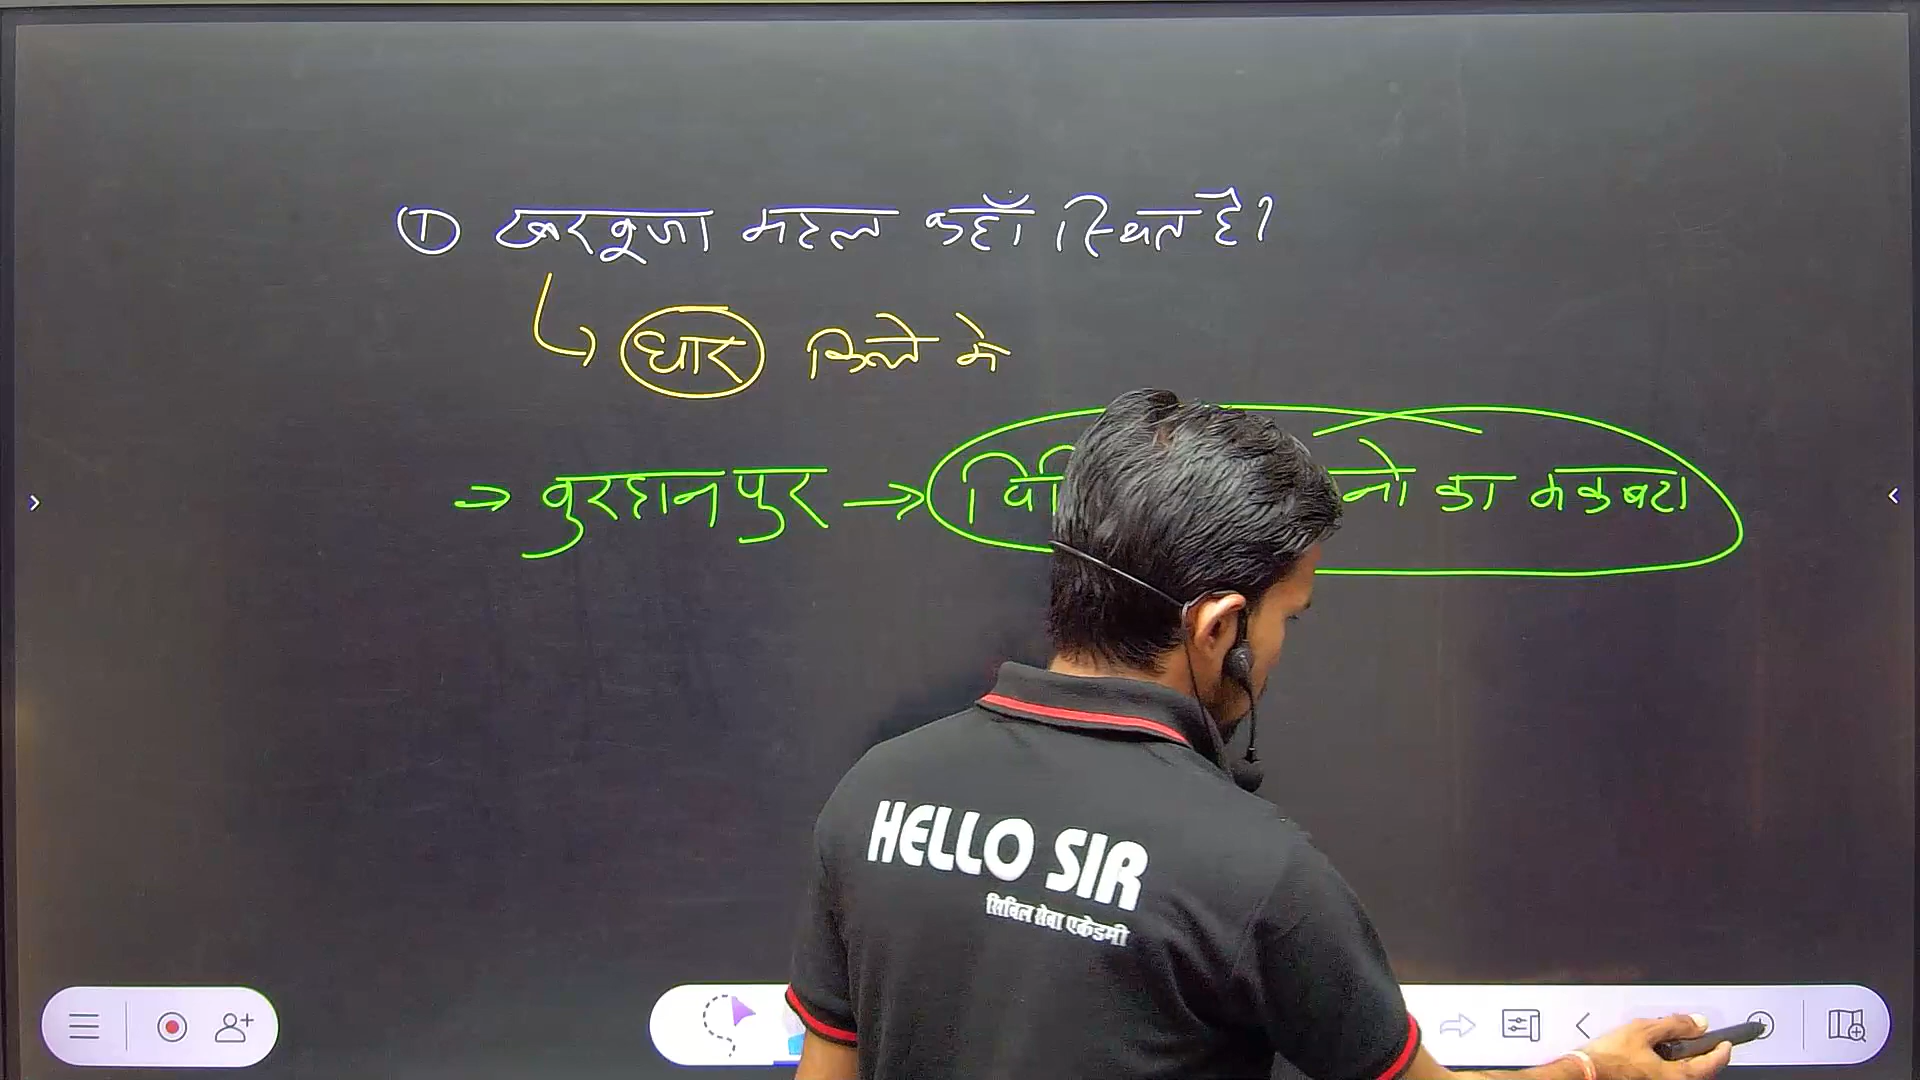 ① खरबूजा महल कहाँ स्थित है?
धार किले मे
→ बुरहानपुर → का मकबरा
HELLO SIR
सिविल सेवा एकेडमी